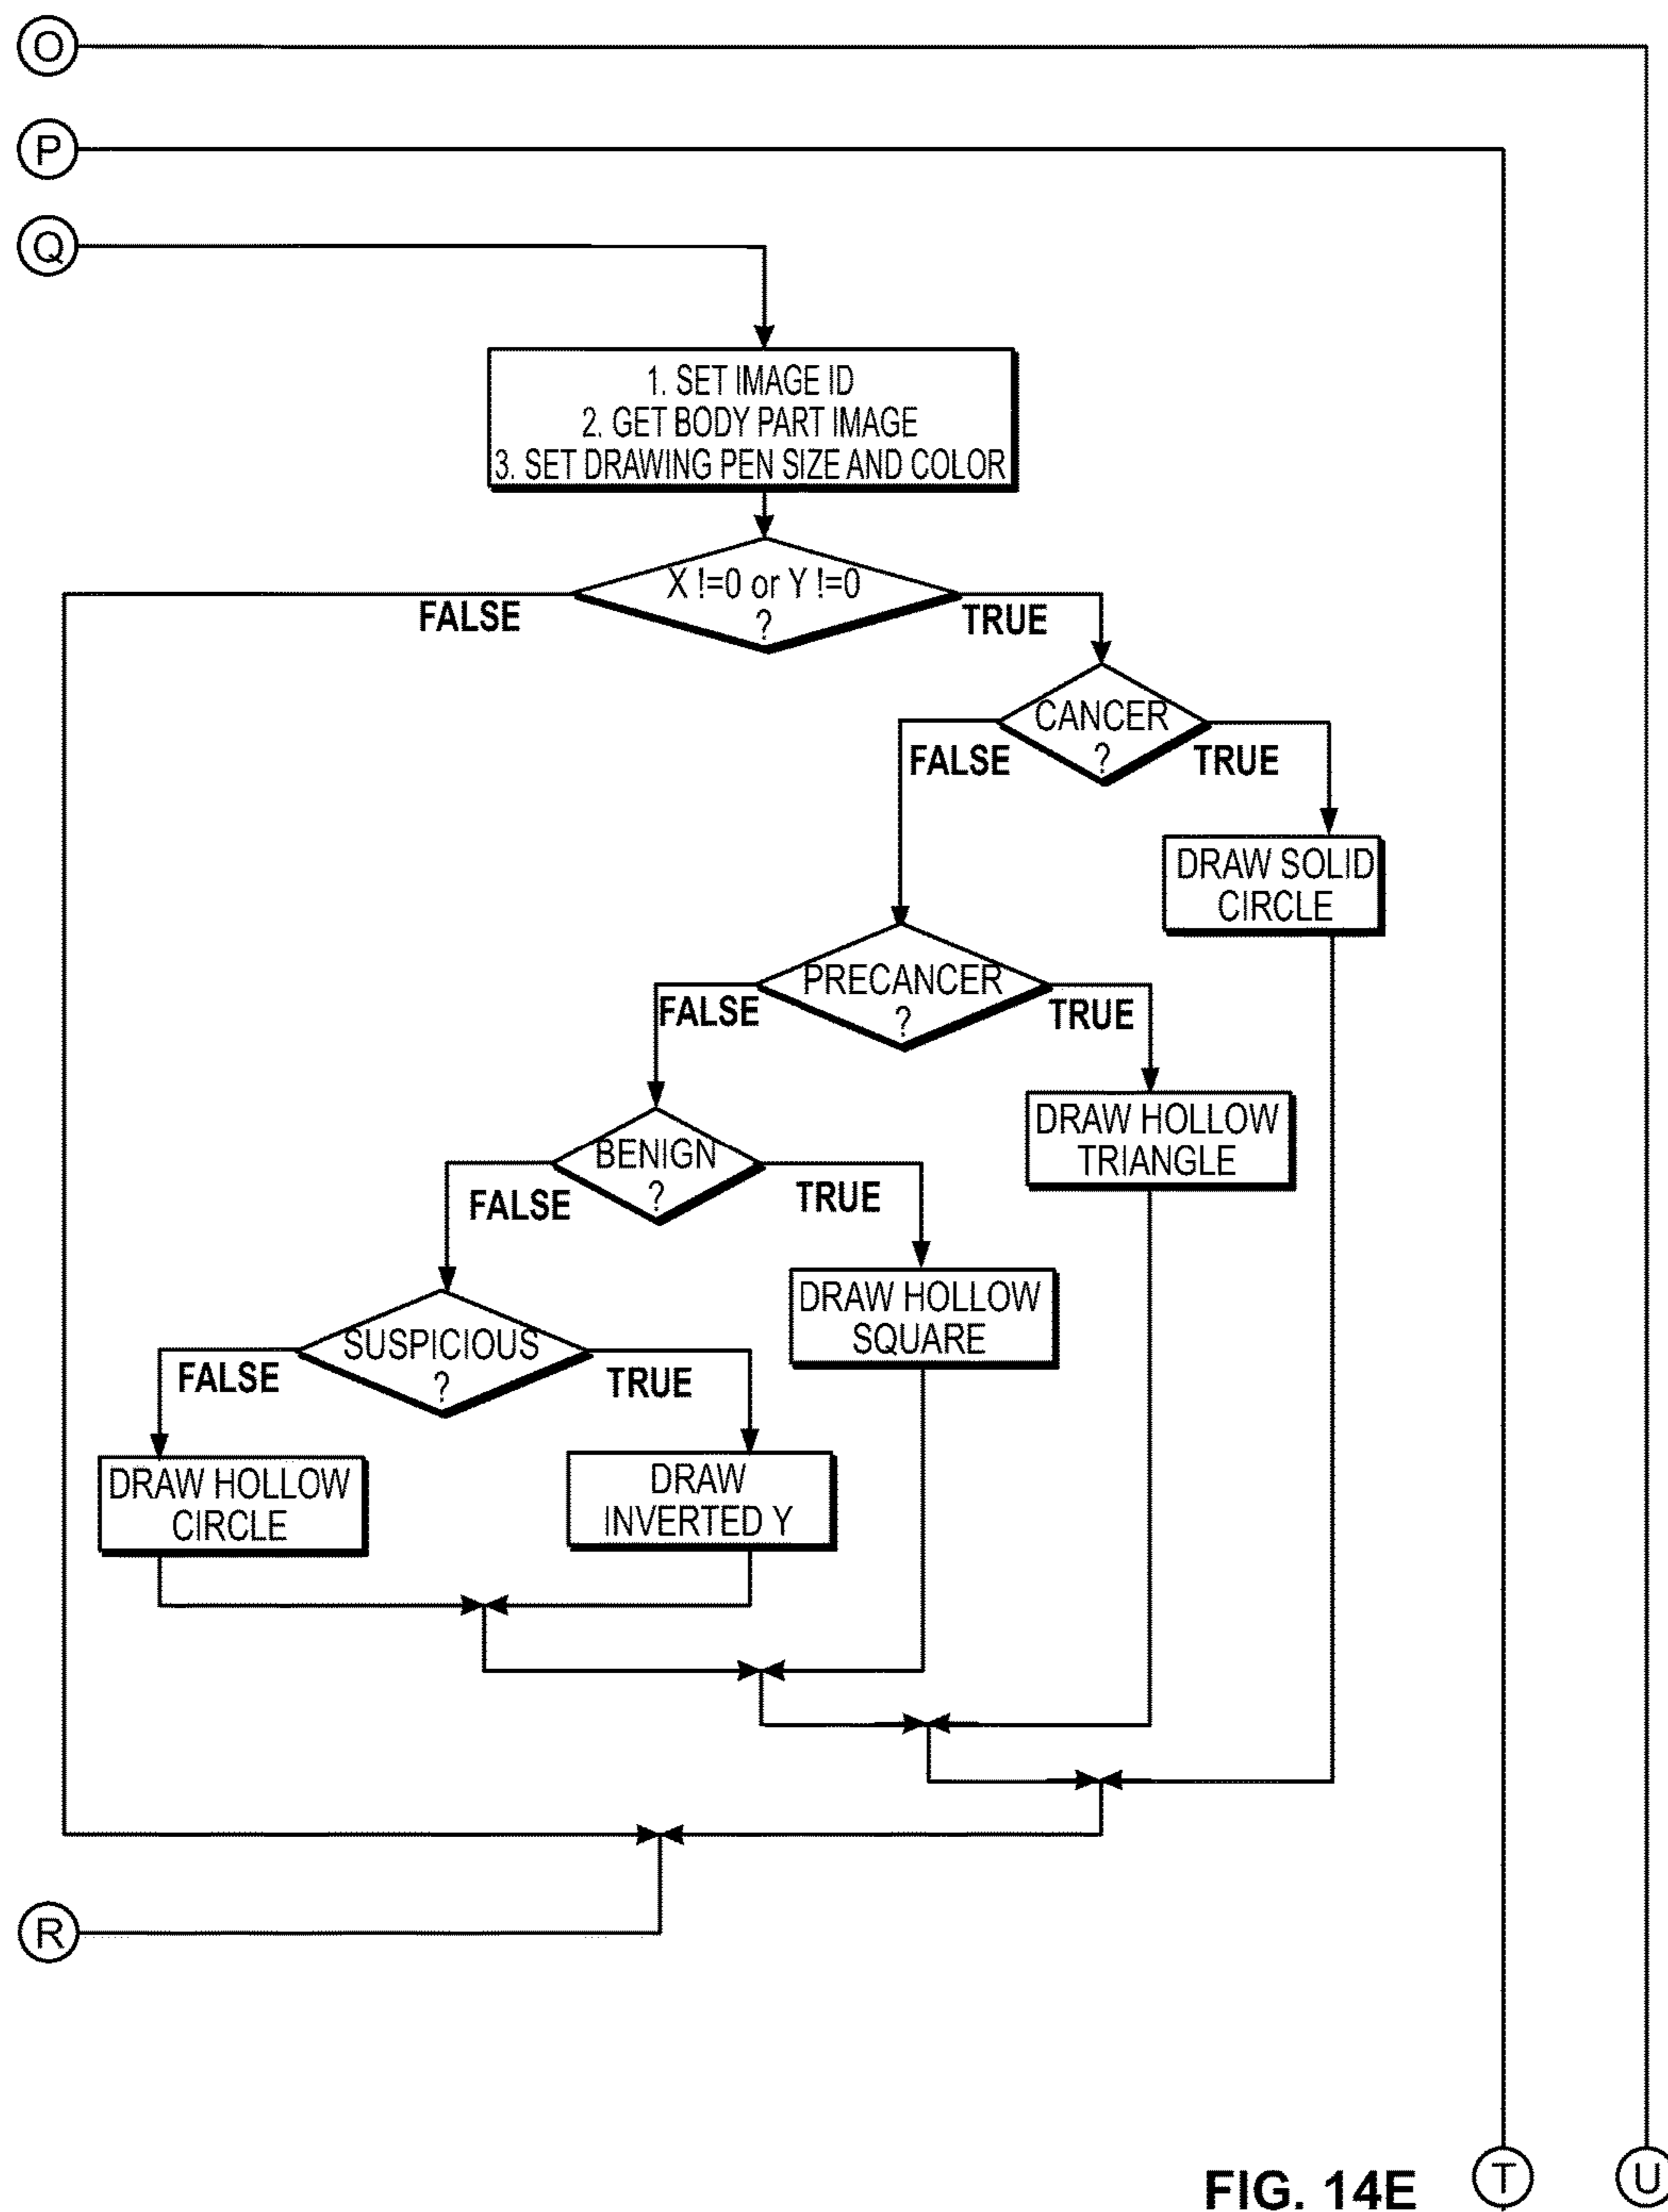 O
P
Q
1. SET IMAGE ID
2. GET BODY PART IMAGE
3. SET DRAWING PEN SIZE AND COLOR
X !=0 or Y !=0
?
FALSE
TRUE
CANCER
?
FALSE
TRUE
DRAW SOLID
CIRCLE
PRECANCER
?
FALSE
TRUE
DRAW HOLLOW
TRIANGLE
BENIGN
?
FALSE
TRUE
DRAW HOLLOW
SQUARE
SUSPICIOUS
?
FALSE
TRUE
DRAW HOLLOW
CIRCLE
DRAW
INVERTED Y
R
FIG. 14E
T
U